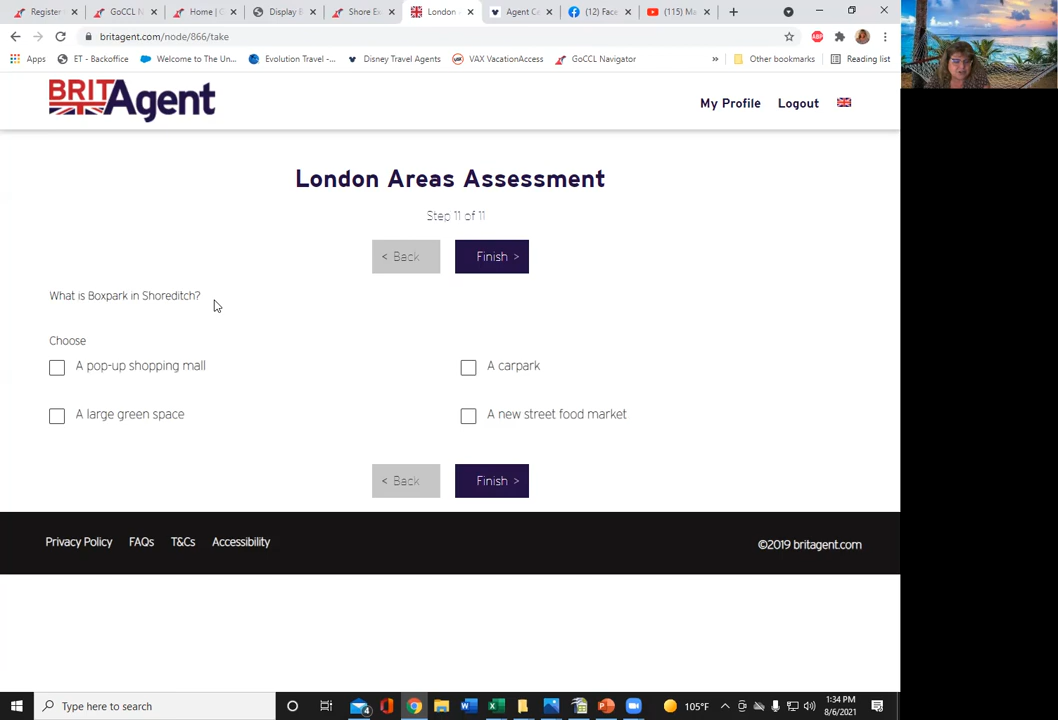 Register
GoCCL N
Home | G
Display B
Shore Ex
London
Agent Ce
(12) Face
(115) Ma
britagent.com/node/866/take
ABP
Apps
ET - Backoffice
Welcome to The Un...
Evolution Travel -...
Disney Travel Agents
VAX VacationAccess
GoCCL Navigator
»
Other bookmarks
Reading list
BRITAgent
My Profile
Logout
London Areas Assessment
Step 11 of 11
< Back
Finish >
What is Boxpark in Shoreditch?
Choose
A pop-up shopping mall
A carpark
A large green space
A new street food market
< Back
Finish >
Privacy Policy
FAQs
T&Cs
Accessibility
©2019 britagent.com
Type here to search
4
105°F
1:34 PM
8/6/2021